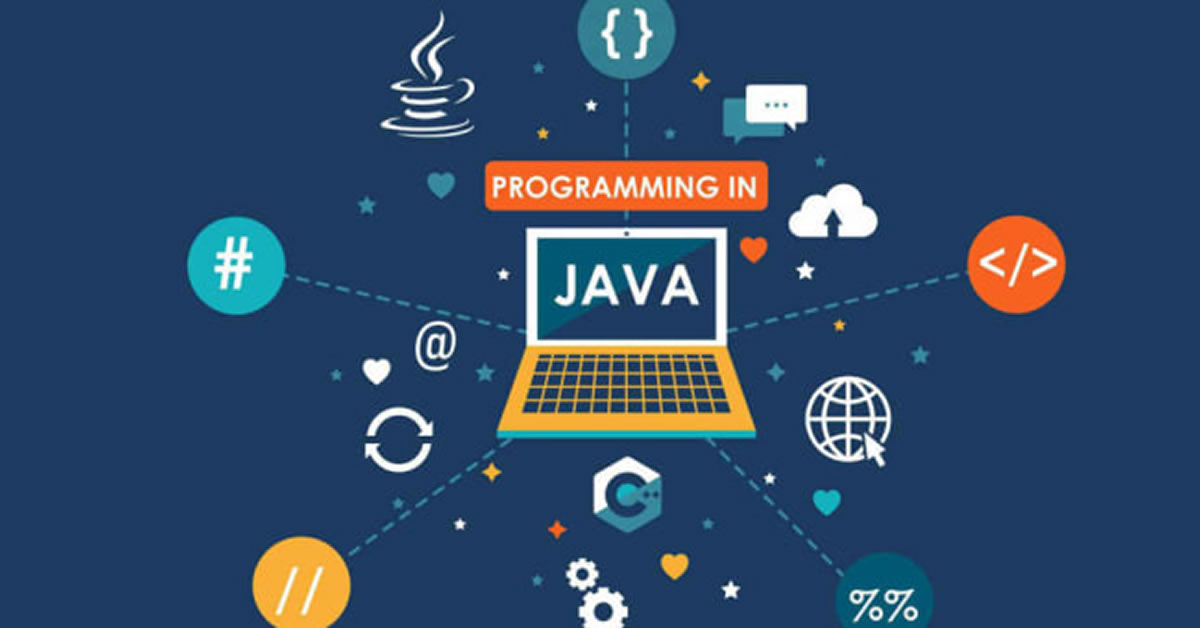 { }
PROGRAMMING IN
JAVA
#
</>
@
C++
//
%%